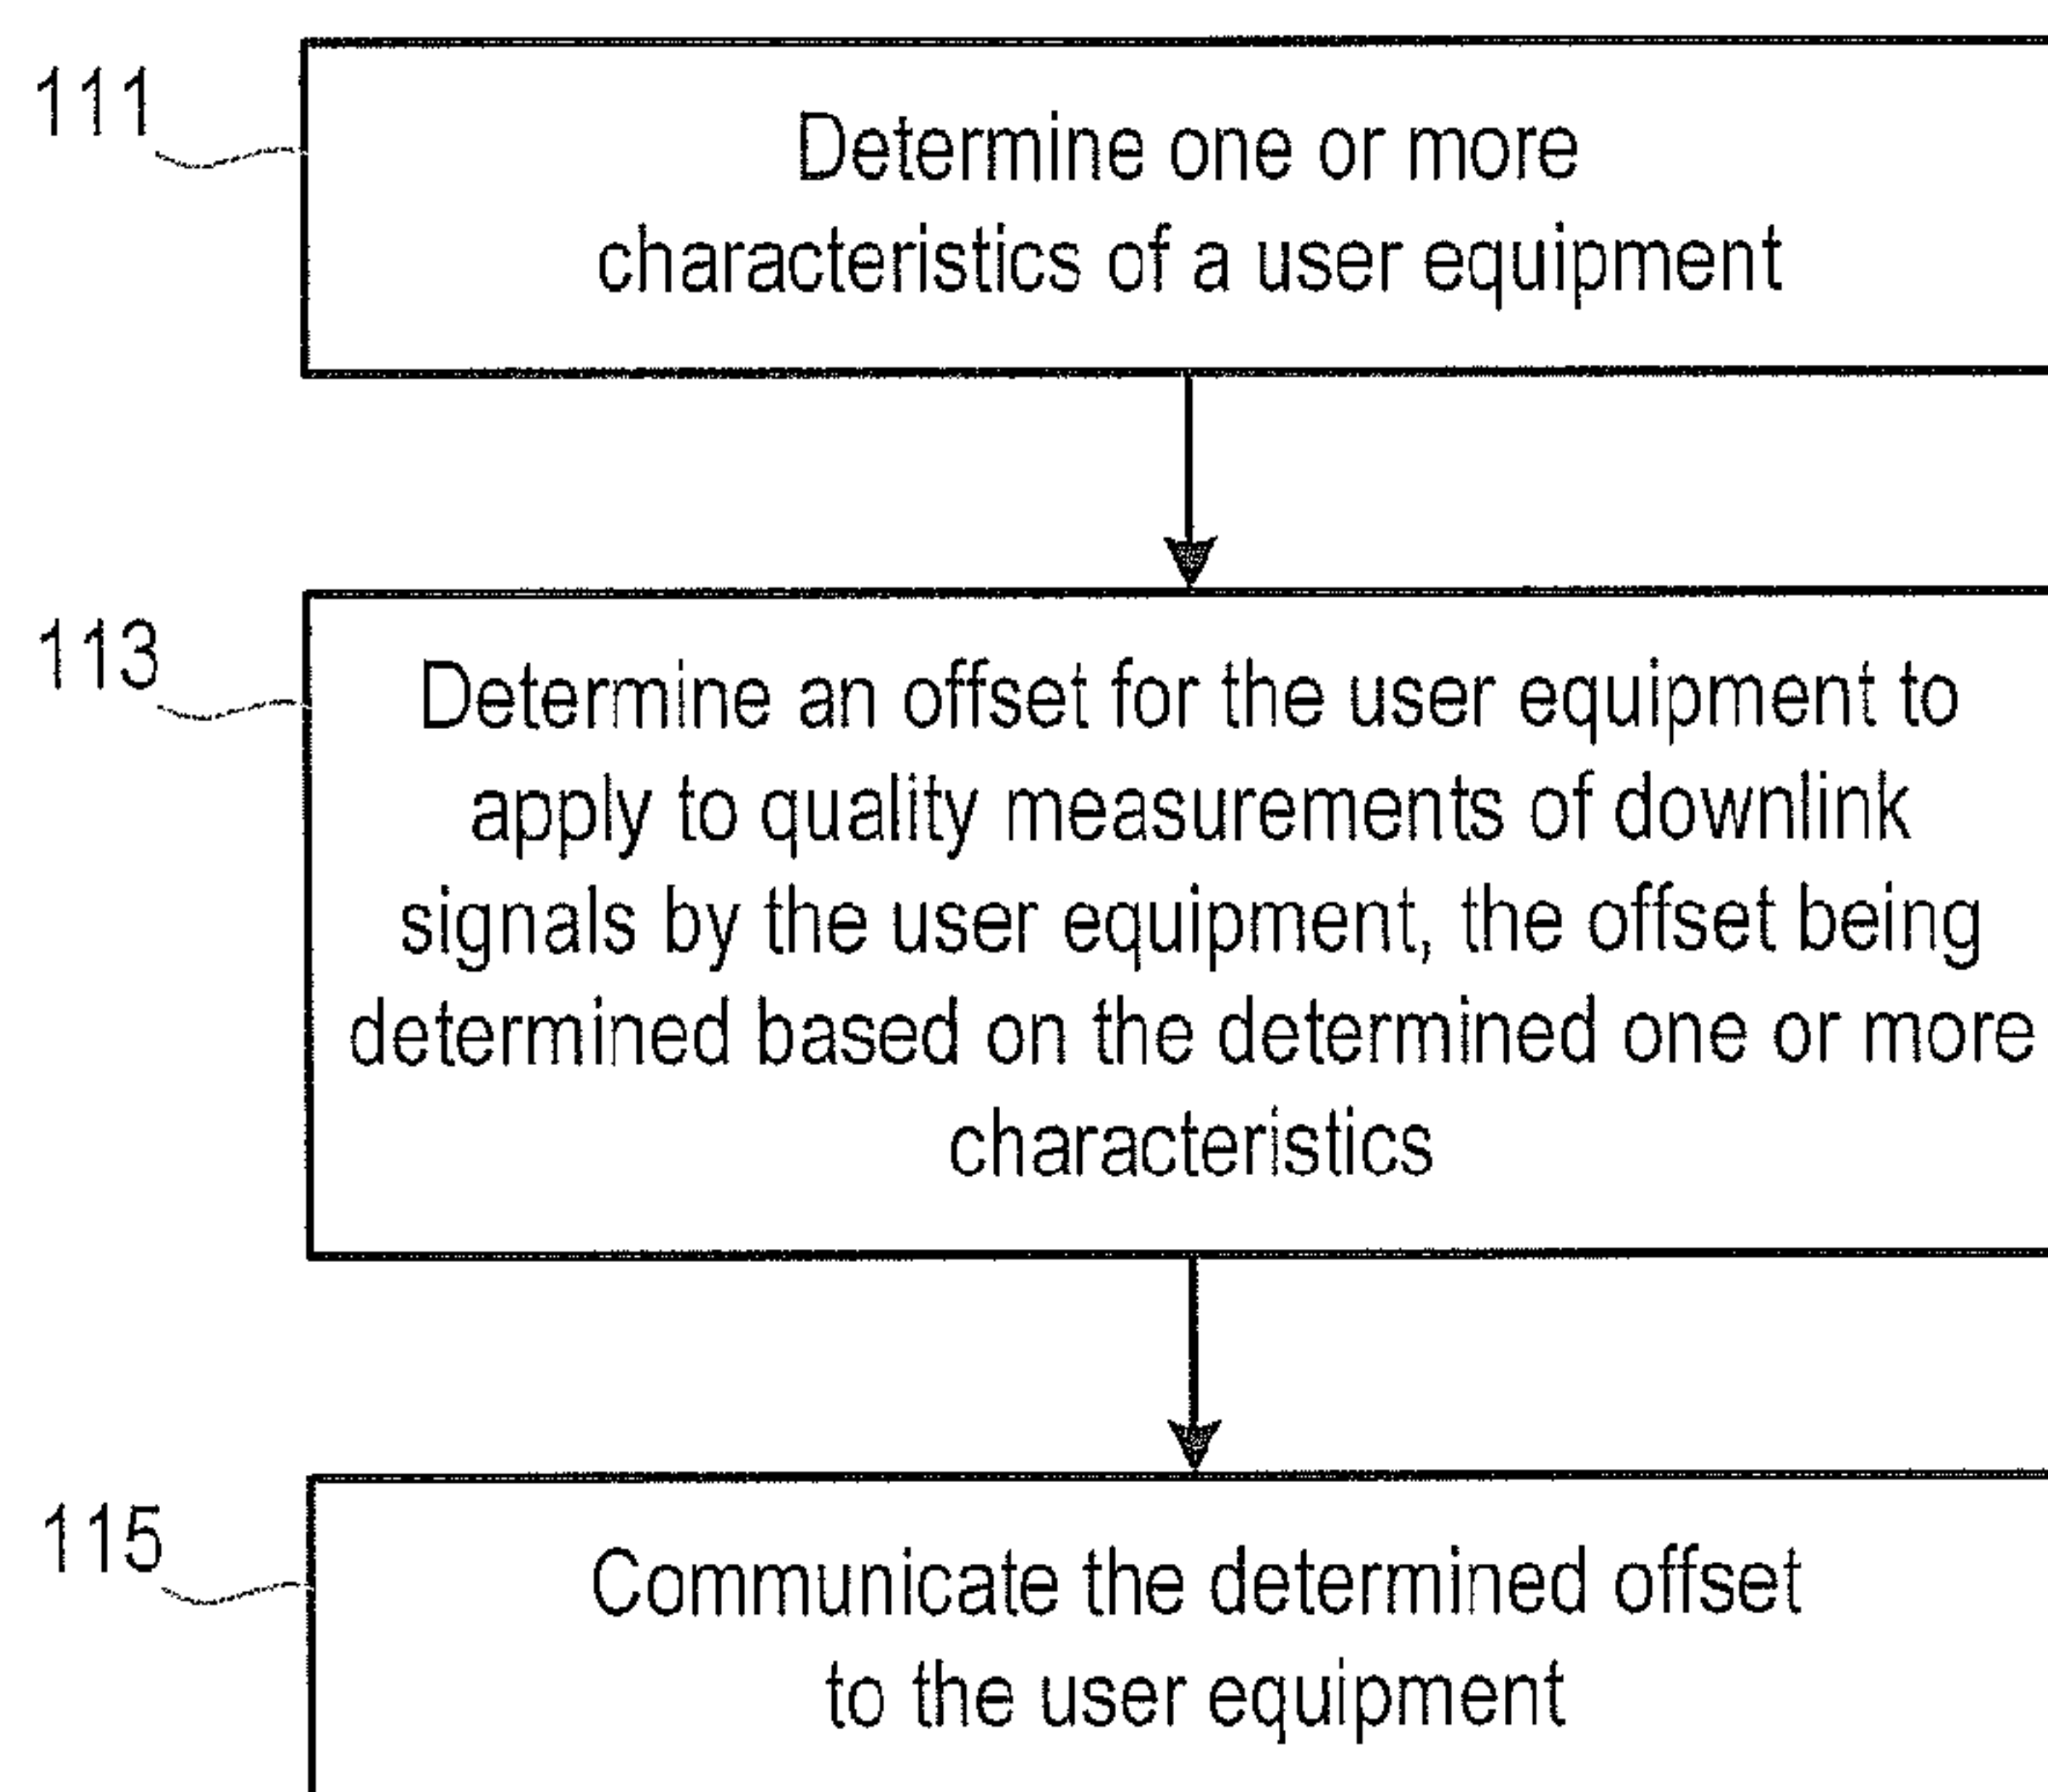 111
Determine one or more
characteristics of a user equipment
113
Determine an offset for the user equipment to
apply to quality measurements of downlink
signals by the user equipment, the offset being
determined based on the determined one or more
characteristics
115
Communicate the determined offset
to the user equipment